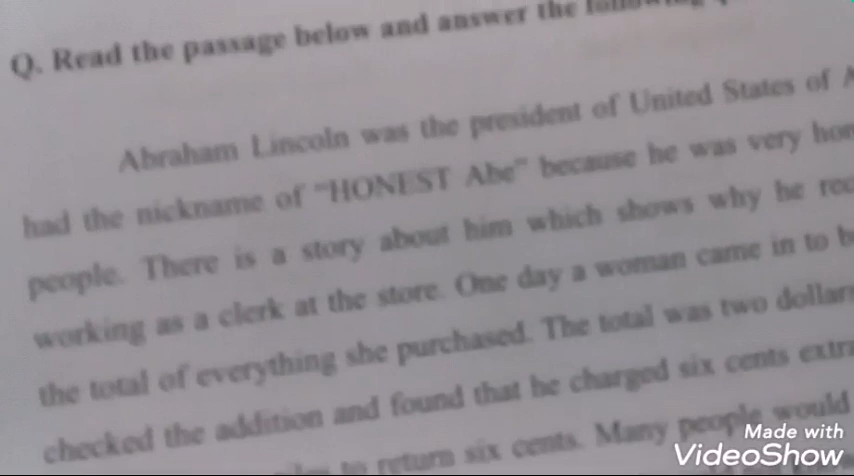 Q. Read the passage below and answer the
Abraham Lincoln was the president of United States of
had the nickname of "HONEST Abe" because he was very
people. There is a story about him which shows why he
working as a clerk at the store. One day a woman came in to
the total of everything she purchased. The total was two dollars
checked the addition and found that he charged six cents extra
to return six cents. Many people would
Made with
VideoShow